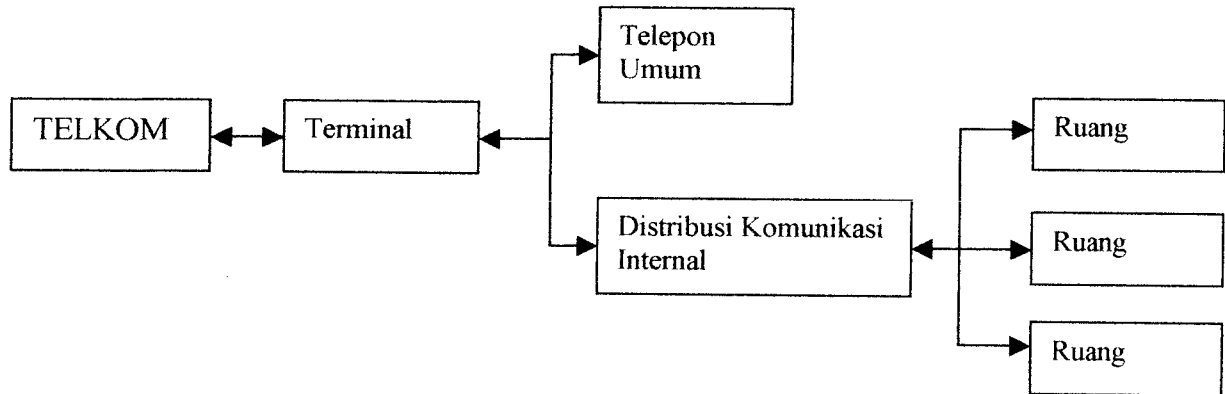 Telepon
Umum
TELKOM
Terminal
Ruang
Distribusi Komunikasi
Internal
Ruang
Ruang